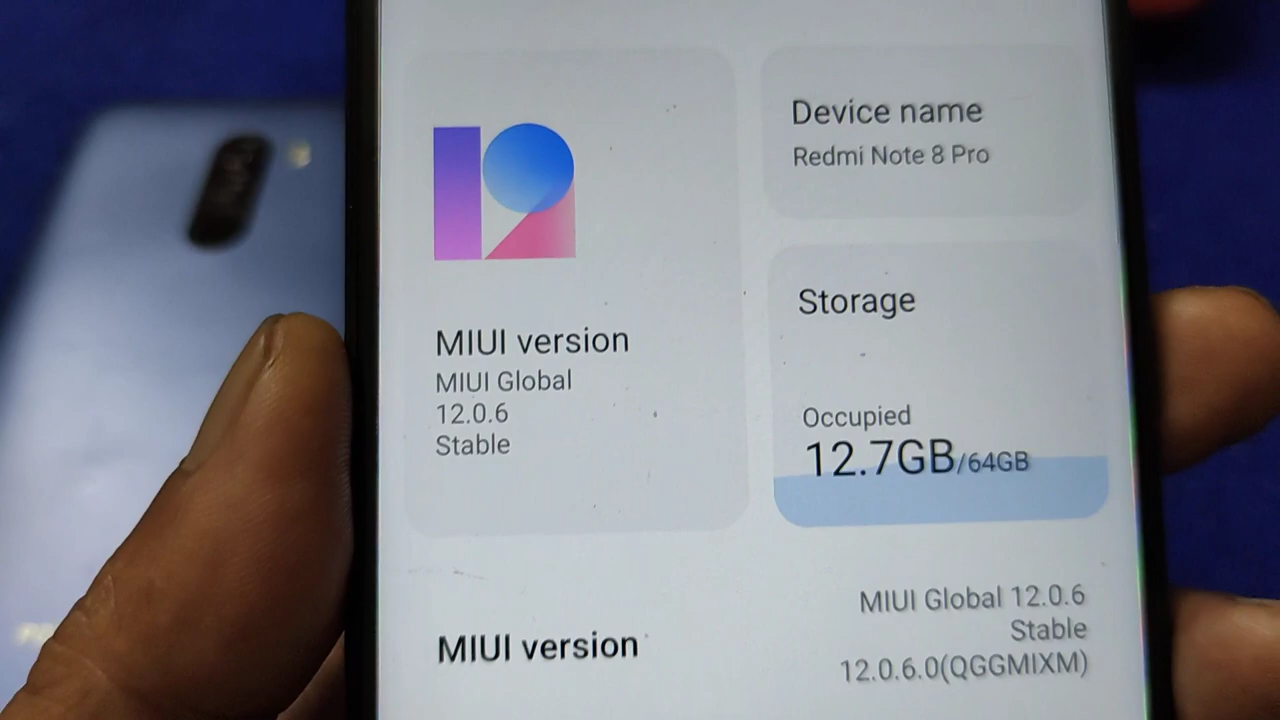 MIUI version
MIUI Global
12.0.6
Stable
Device name
Redmi Note 8 Pro
Storage
Occupied
12.7GB/64GB
MIUI version
MIUI Global 12.0.6
Stable
12.0.6.0(QGGMIXM)